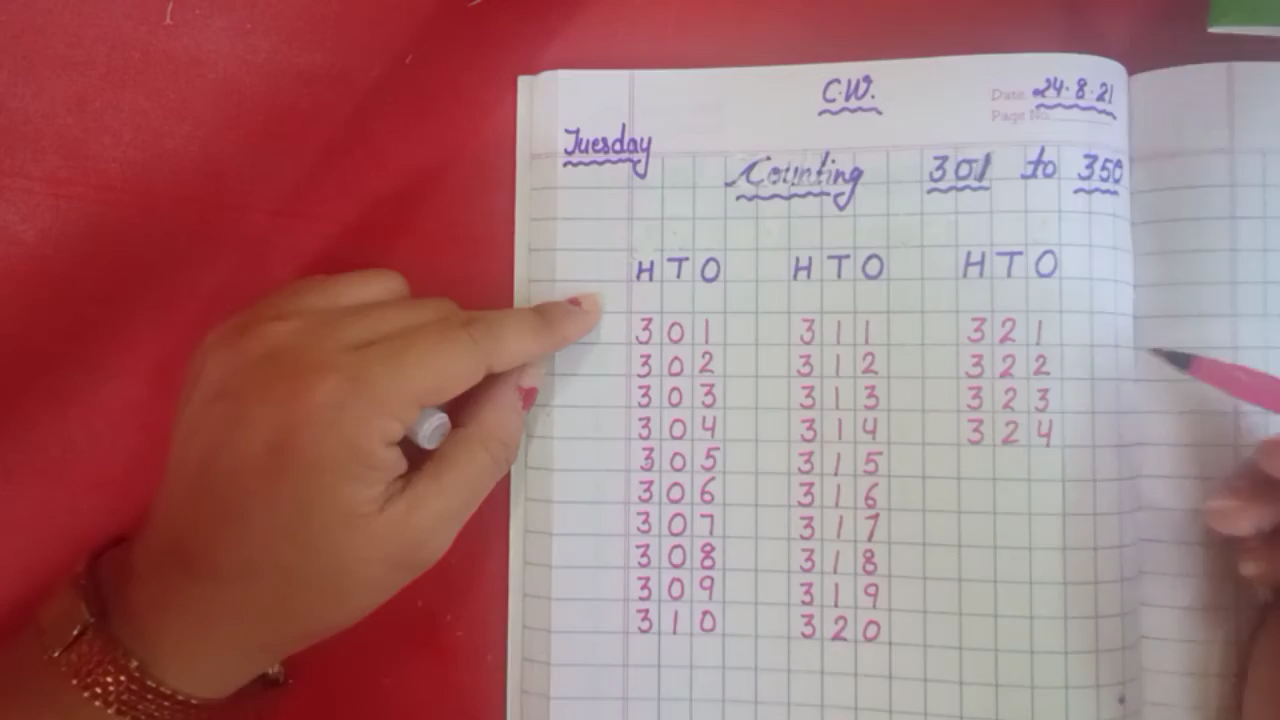 C.W.
Date 24.8.21
Page No.
Tuesday
Counting 301 to 350
H T O H T O H T O
3 0 1 3 1 1 3 2 1
3 0 2 3 1 2 3 2 2
3 0 3 3 1 3 3 2 3
3 0 4 3 1 4 3 2 4
3 0 5 3 1 5
3 0 6 3 1 6
3 0 7 3 1 7
3 0 8 3 1 8
3 0 9 3 1 9
3 1 0 3 2 0